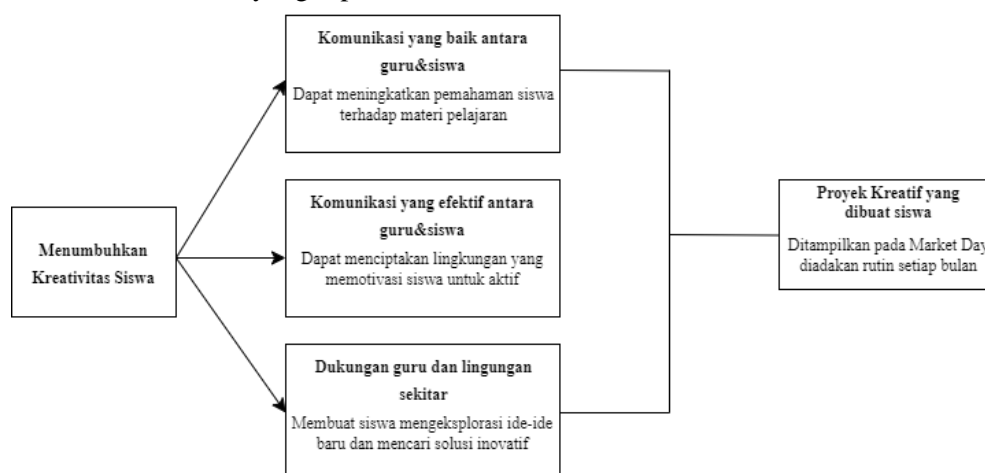 Komunikasi yang baik antara
guru&siswa
Dapat meningkatkan pemahaman siswa
terhadap materi pelajaran
Komunikasi yang efektif antara
guru&siswa
Dapat menciptakan lingkungan yang
memotivasi siswa untuk aktif
Menumbuhkan
Kreativitas Siswa
Dukungan guru dan lingungan
sekitar
Membuat siswa mengeksplorasi ide-ide
baru dan mencari solusi inovatif
Proyek Kreatif yang
dibuat siswa
Ditampilkan pada Market Day
diadakan rutin setiap bulan